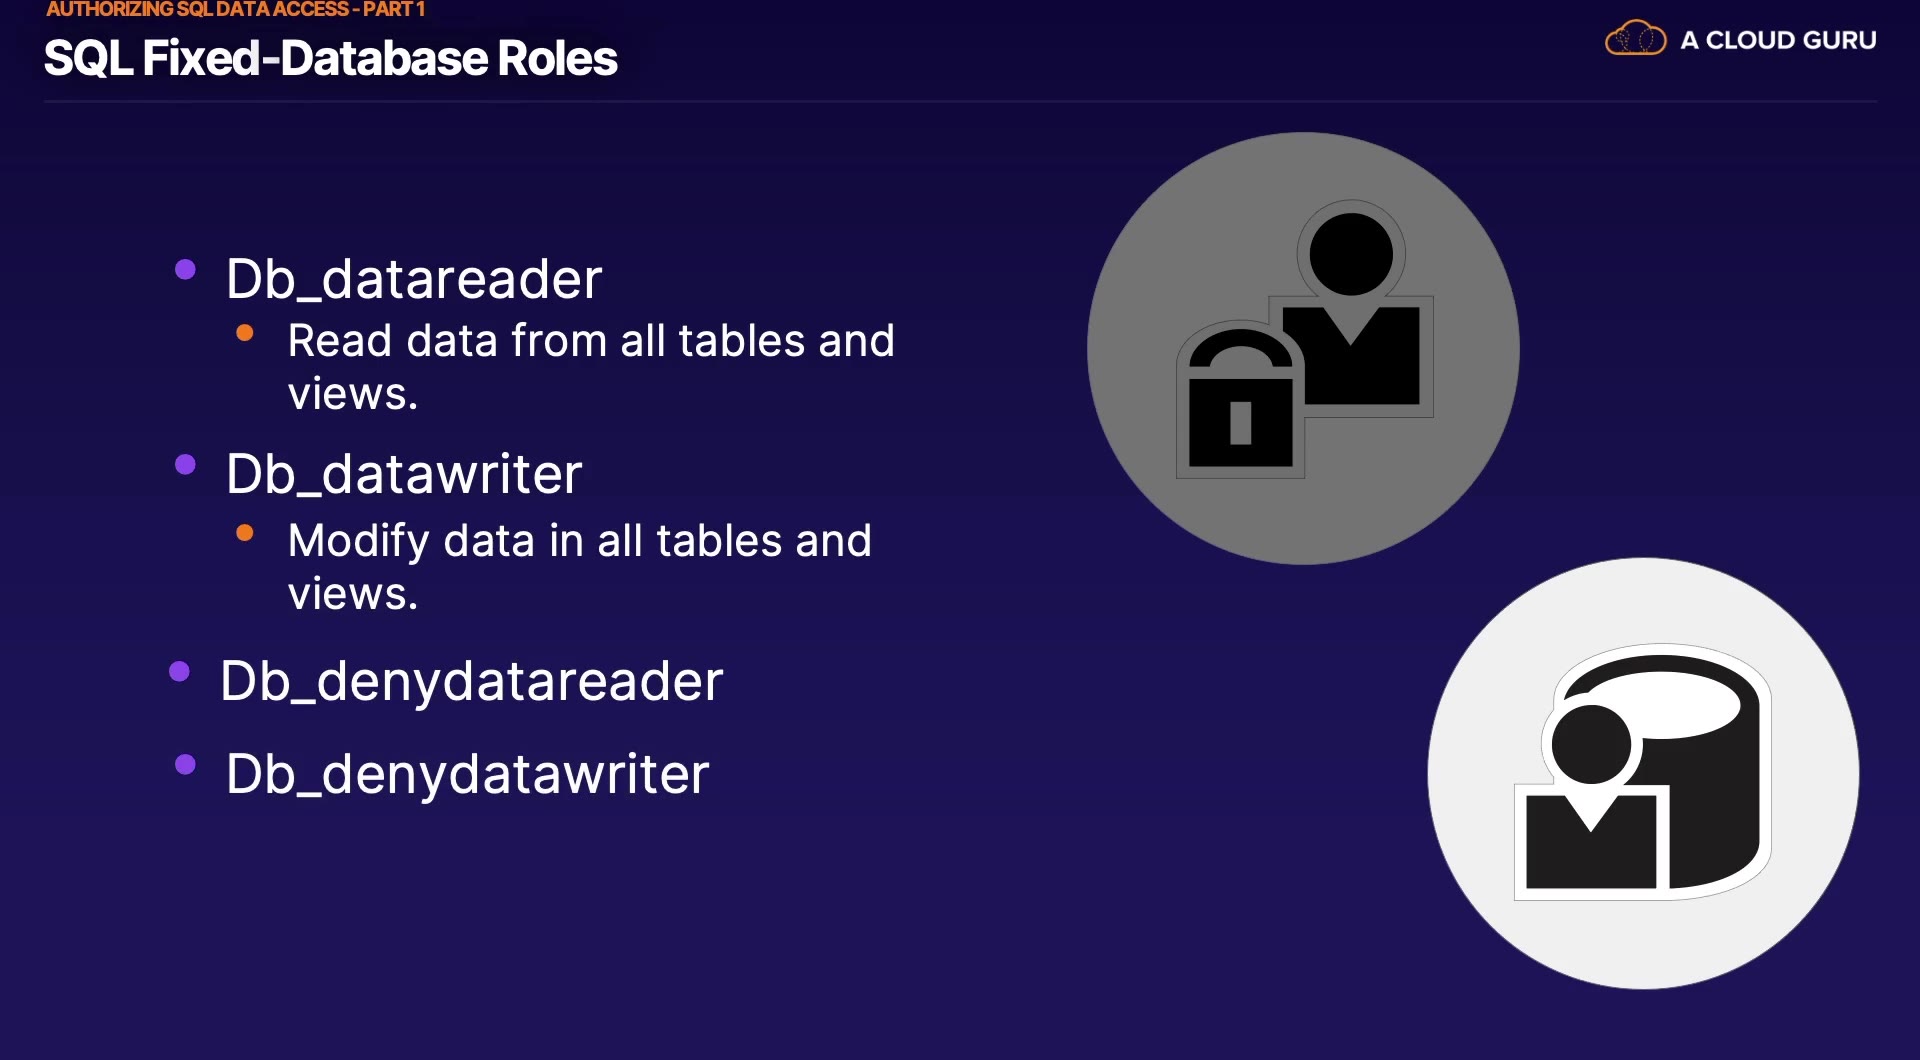 AUTHORIZING SQL DATA ACCESS - PART 1
SQL Fixed-Database Roles
A CLOUD GURU
Db_datareader
Read data from all tables and
views.
Db_datawriter
Modify data in all tables and
views.
Db_denydatareader
Db_denydatawriter